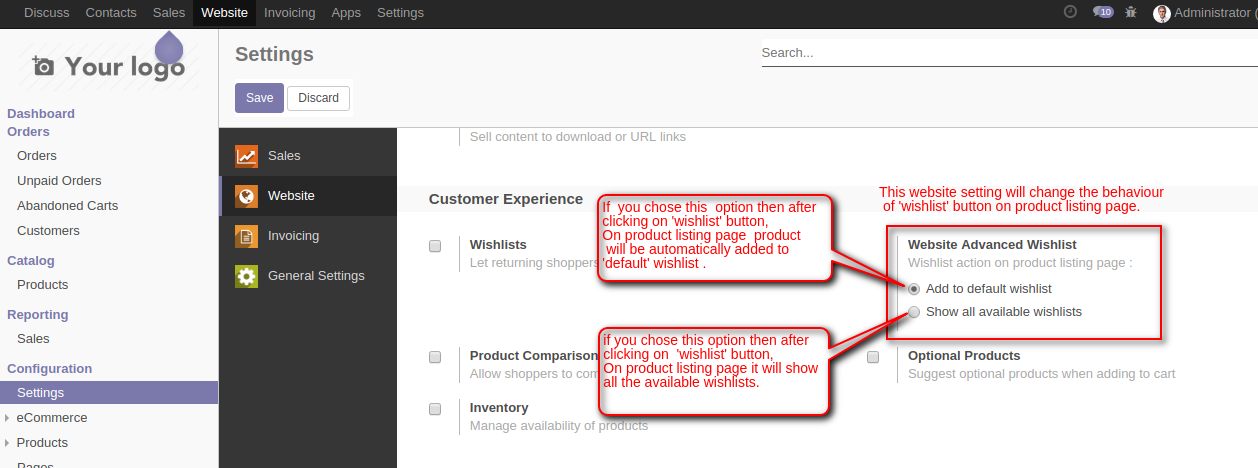 Discuss Contacts Sales Website Invoicing Apps Settings 10 Administrator (
Your logo
Settings
Search...
Save Discard
Dashboard
Orders
Orders
Unpaid Orders
Abandoned Carts
Customers
Catalog
Products
Reporting
Sales
Configuration
Settings
eCommerce
Products
Pages
Sales
Website
Invoicing
General Settings
Sell content to download or URL links
Customer Experience
This website setting will change the behaviour
of 'wishlist' button on product listing page.
If you chose this option then after
clicking on 'wishlist' button,
On product listing page product
will be automatically added to
'default' wishlist .
Wishlists
Let returning shoppers
Website Advanced Wishlist
Wishlist action on product listing page :
Add to default wishlist
Show all available wishlists
if you chose this option then after
clicking on 'wishlist' button,
On product listing page it will show
all the available wishlists.
Product Comparison
Allow shoppers to com
Optional Products
Suggest optional products when adding to cart
Inventory
Manage availability of products